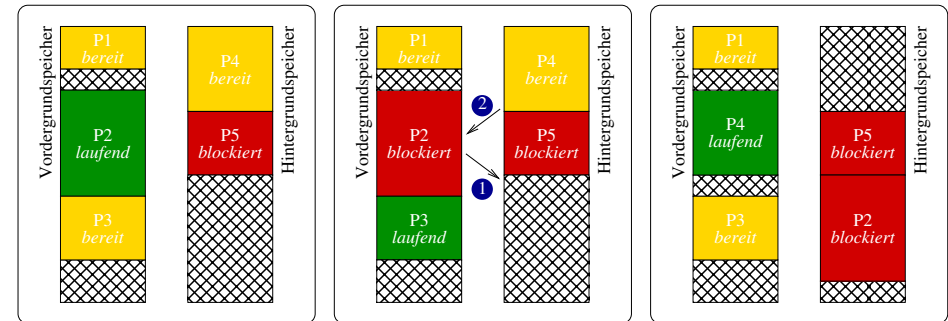 Vordergrundspeicher
P1
bereit
P2
laufend
P3
bereit
P4
bereit
P5
blockiert
Hintergrundspeicher
Vordergrundspeicher
P1
bereit
P2
blockiert
P3
laufend
2
1
P4
bereit
P5
blockiert
Hintergrundspeicher
Vordergrundspeicher
P1
bereit
P4
laufend
P3
bereit
P5
blockiert
P2
blockiert
Hintergrundspeicher